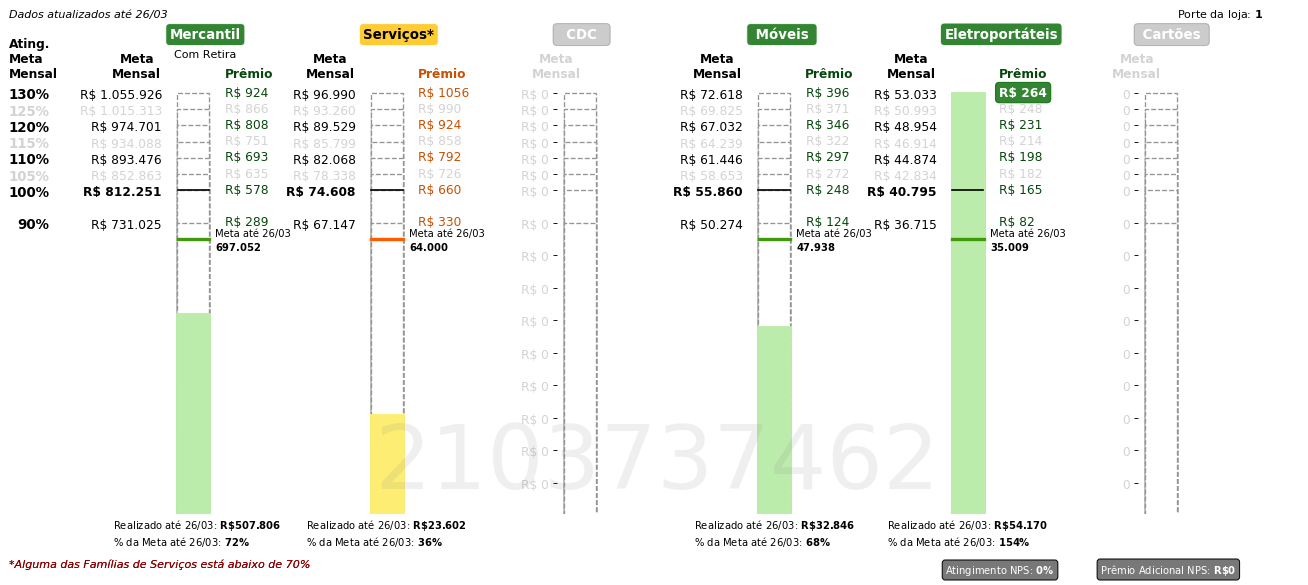 Dados atualizados até 26/03
Porte da loja: 1
Mercantil Serviços* CDC Móveis Eletroportáteis Cartões
Com Retira
Ating. Meta Mensal
Meta Mensal Prêmio Meta Mensal Prêmio Meta Mensal Meta Mensal Prêmio Meta Mensal Prêmio Meta Mensal
130% R$ 1.055.926 R$ 924 R$ 96.990 R$ 1056 R$ 0 R$ 72.618 R$ 396 R$ 53.033 R$ 264 0
125% R$ 1.015.313 R$ 866 R$ 93.260 R$ 990 R$ 0 R$ 69.825 R$ 371 R$ 50.993 R$ 248 0
120% R$ 974.701 R$ 808 R$ 89.529 R$ 924 R$ 0 R$ 67.032 R$ 346 R$ 48.954 R$ 231 0
115% R$ 934.088 R$ 751 R$ 85.799 R$ 858 R$ 0 R$ 64.239 R$ 322 R$ 46.914 R$ 214 0
110% R$ 893.476 R$ 693 R$ 82.068 R$ 792 R$ 0 R$ 61.446 R$ 297 R$ 44.874 R$ 198 0
105% R$ 852.863 R$ 635 R$ 78.338 R$ 726 R$ 0 R$ 58.653 R$ 272 R$ 42.834 R$ 182 0
100% R$ 812.251 R$ 578 R$ 74.608 R$ 660 R$ 0 R$ 55.860 R$ 248 R$ 40.795 R$ 165 0
90% R$ 731.025 R$ 289 R$ 67.147 R$ 330 R$ 0 R$ 50.274 R$ 124 R$ 36.715 R$ 82 0
Meta até 26/03 Meta até 26/03 Meta até 26/03 Meta até 26/03
697.052 64.000 47.938 35.009
R$ 0 0
R$ 0 0
R$ 0 0
R$ 0 0
R$ 0 0
R$ 0 0
R$ 0 0
R$ 0 0
2103737462
Realizado até 26/03: R$507.806 Realizado até 26/03: R$23.602 Realizado até 26/03: R$32.846 Realizado até 26/03: R$54.170
% da Meta até 26/03: 72% % da Meta até 26/03: 36% % da Meta até 26/03: 68% % da Meta até 26/03: 154%
*Alguma das Famílias de Serviços está abaixo de 70%
Atingimento NPS: 0% Prêmio Adicional NPS: R$0